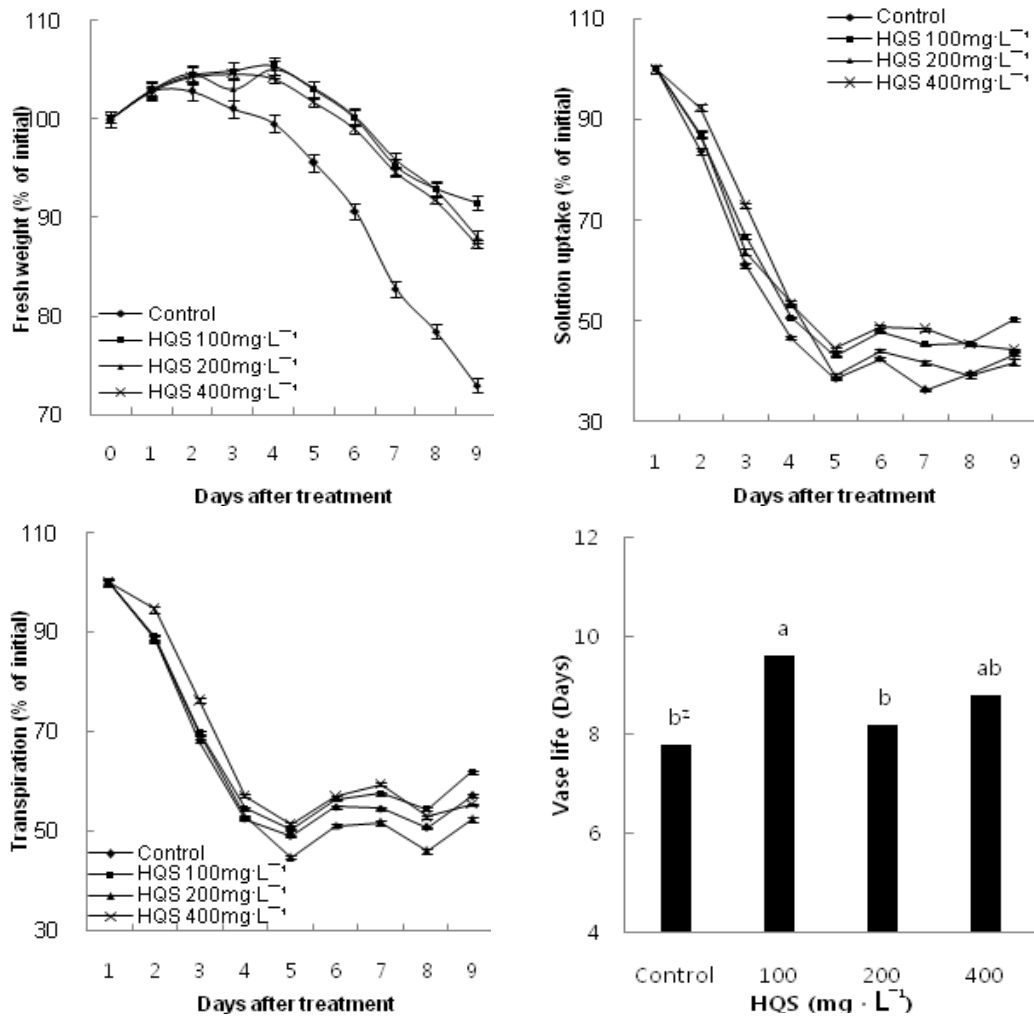 Fresh weight (% of initial)
110
100
90
80
70
Control
HQS 100mg·L⁻¹
HQS 200mg·L⁻¹
HQS 400mg·L⁻¹
0 1 2 3 4 5 6 7 8 9
Days after treatment
Solution uptake (% of initial)
110
90
70
50
30
Control
HQS 100mg·L⁻¹
HQS 200mg·L⁻¹
HQS 400mg·L⁻¹
1 2 3 4 5 6 7 8 9
Days after treatment
Transpiration (% of initial)
110
90
70
50
30
Control
HQS 100mg·L⁻¹
HQS 200mg·L⁻¹
HQS 400mg·L⁻¹
1 2 3 4 5 6 7 8 9
Days after treatment
Vase life (Days)
12
10
8
6
4
b
a
b
ab
Control 100 200 400
HQS (mg · L⁻¹)